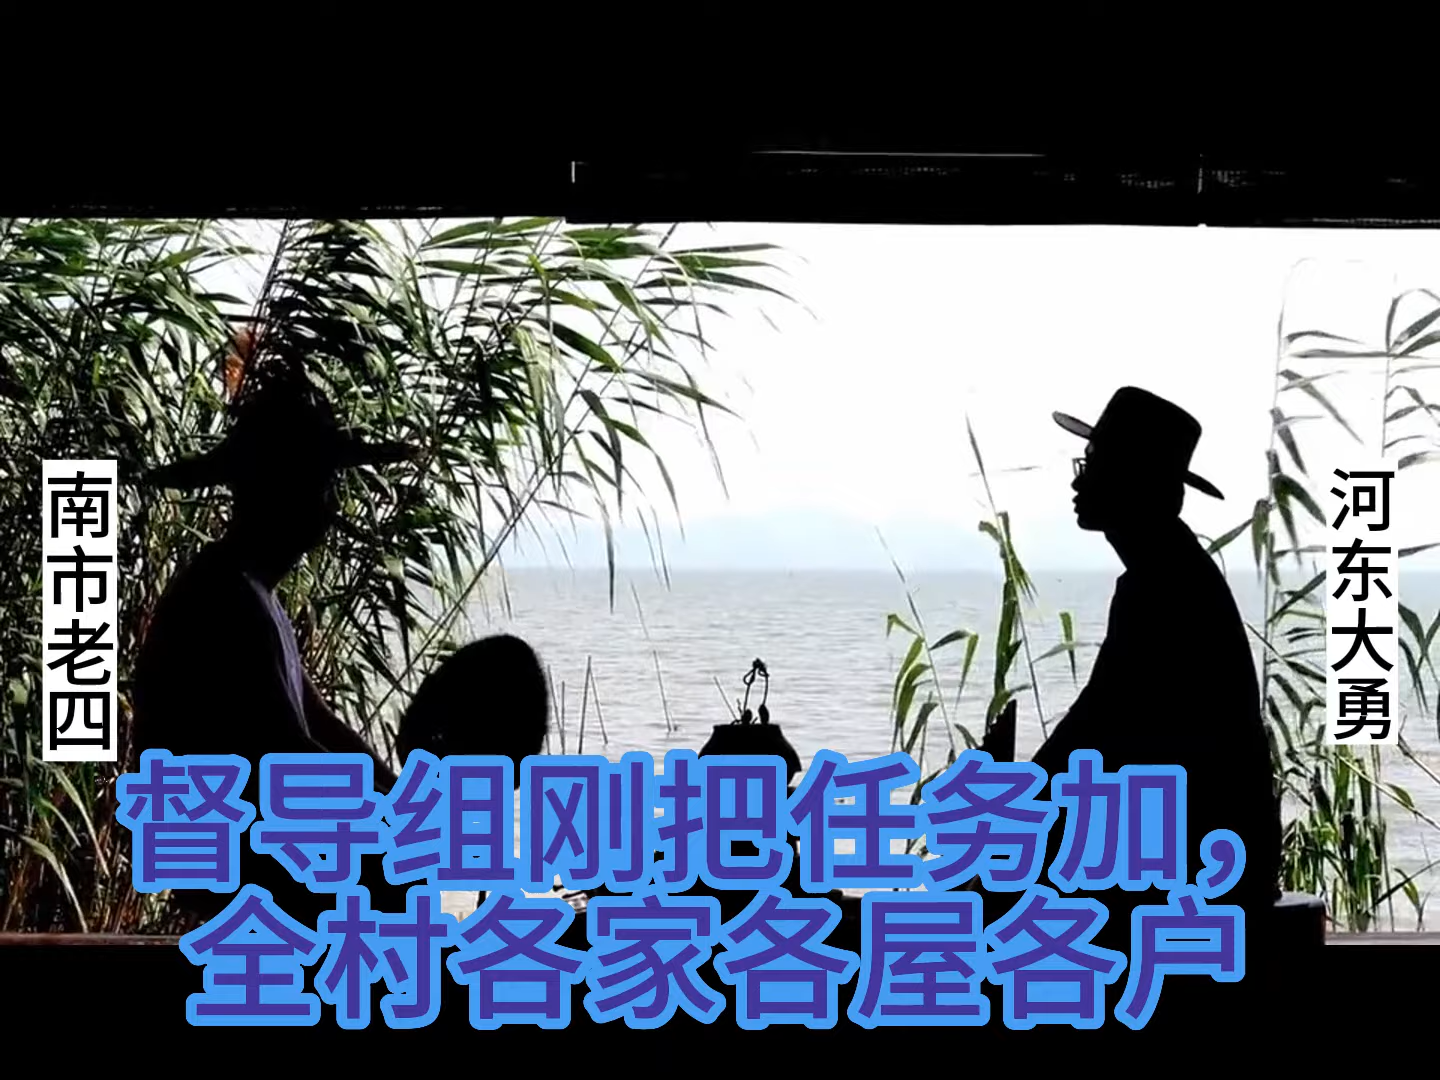 南市老四
河东大勇
督导组刚把任务加，
全村各家各屋各户